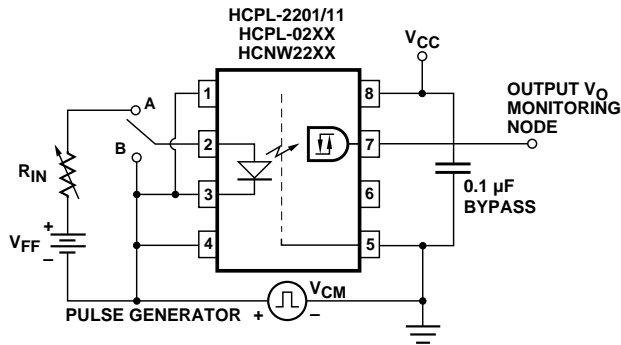 HCPL-2201/11
HCPL-02XX
HCNW22XX
VCC
1
8
A
OUTPUT VO
MONITORING
NODE
2
7
B
RIN
3
6
0.1 µF
BYPASS
+
VFF
–
4
5
VCM
PULSE GENERATOR + –